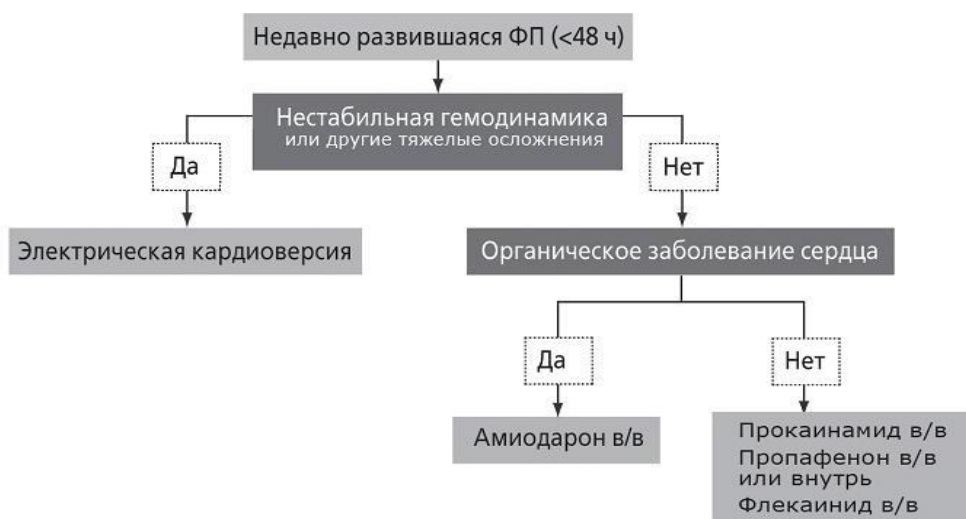 Недавно развившаяся ФП (<48 ч)
Нестабильная гемодинамика
или другие тяжелые осложнения
Да
Нет
Электрическая кардиоверсия
Органическое заболевание сердца
Да
Нет
Амиодарон в/в
Прокаинамид в/в
Пропафенон в/в
или внутрь
Флекаинид в/в